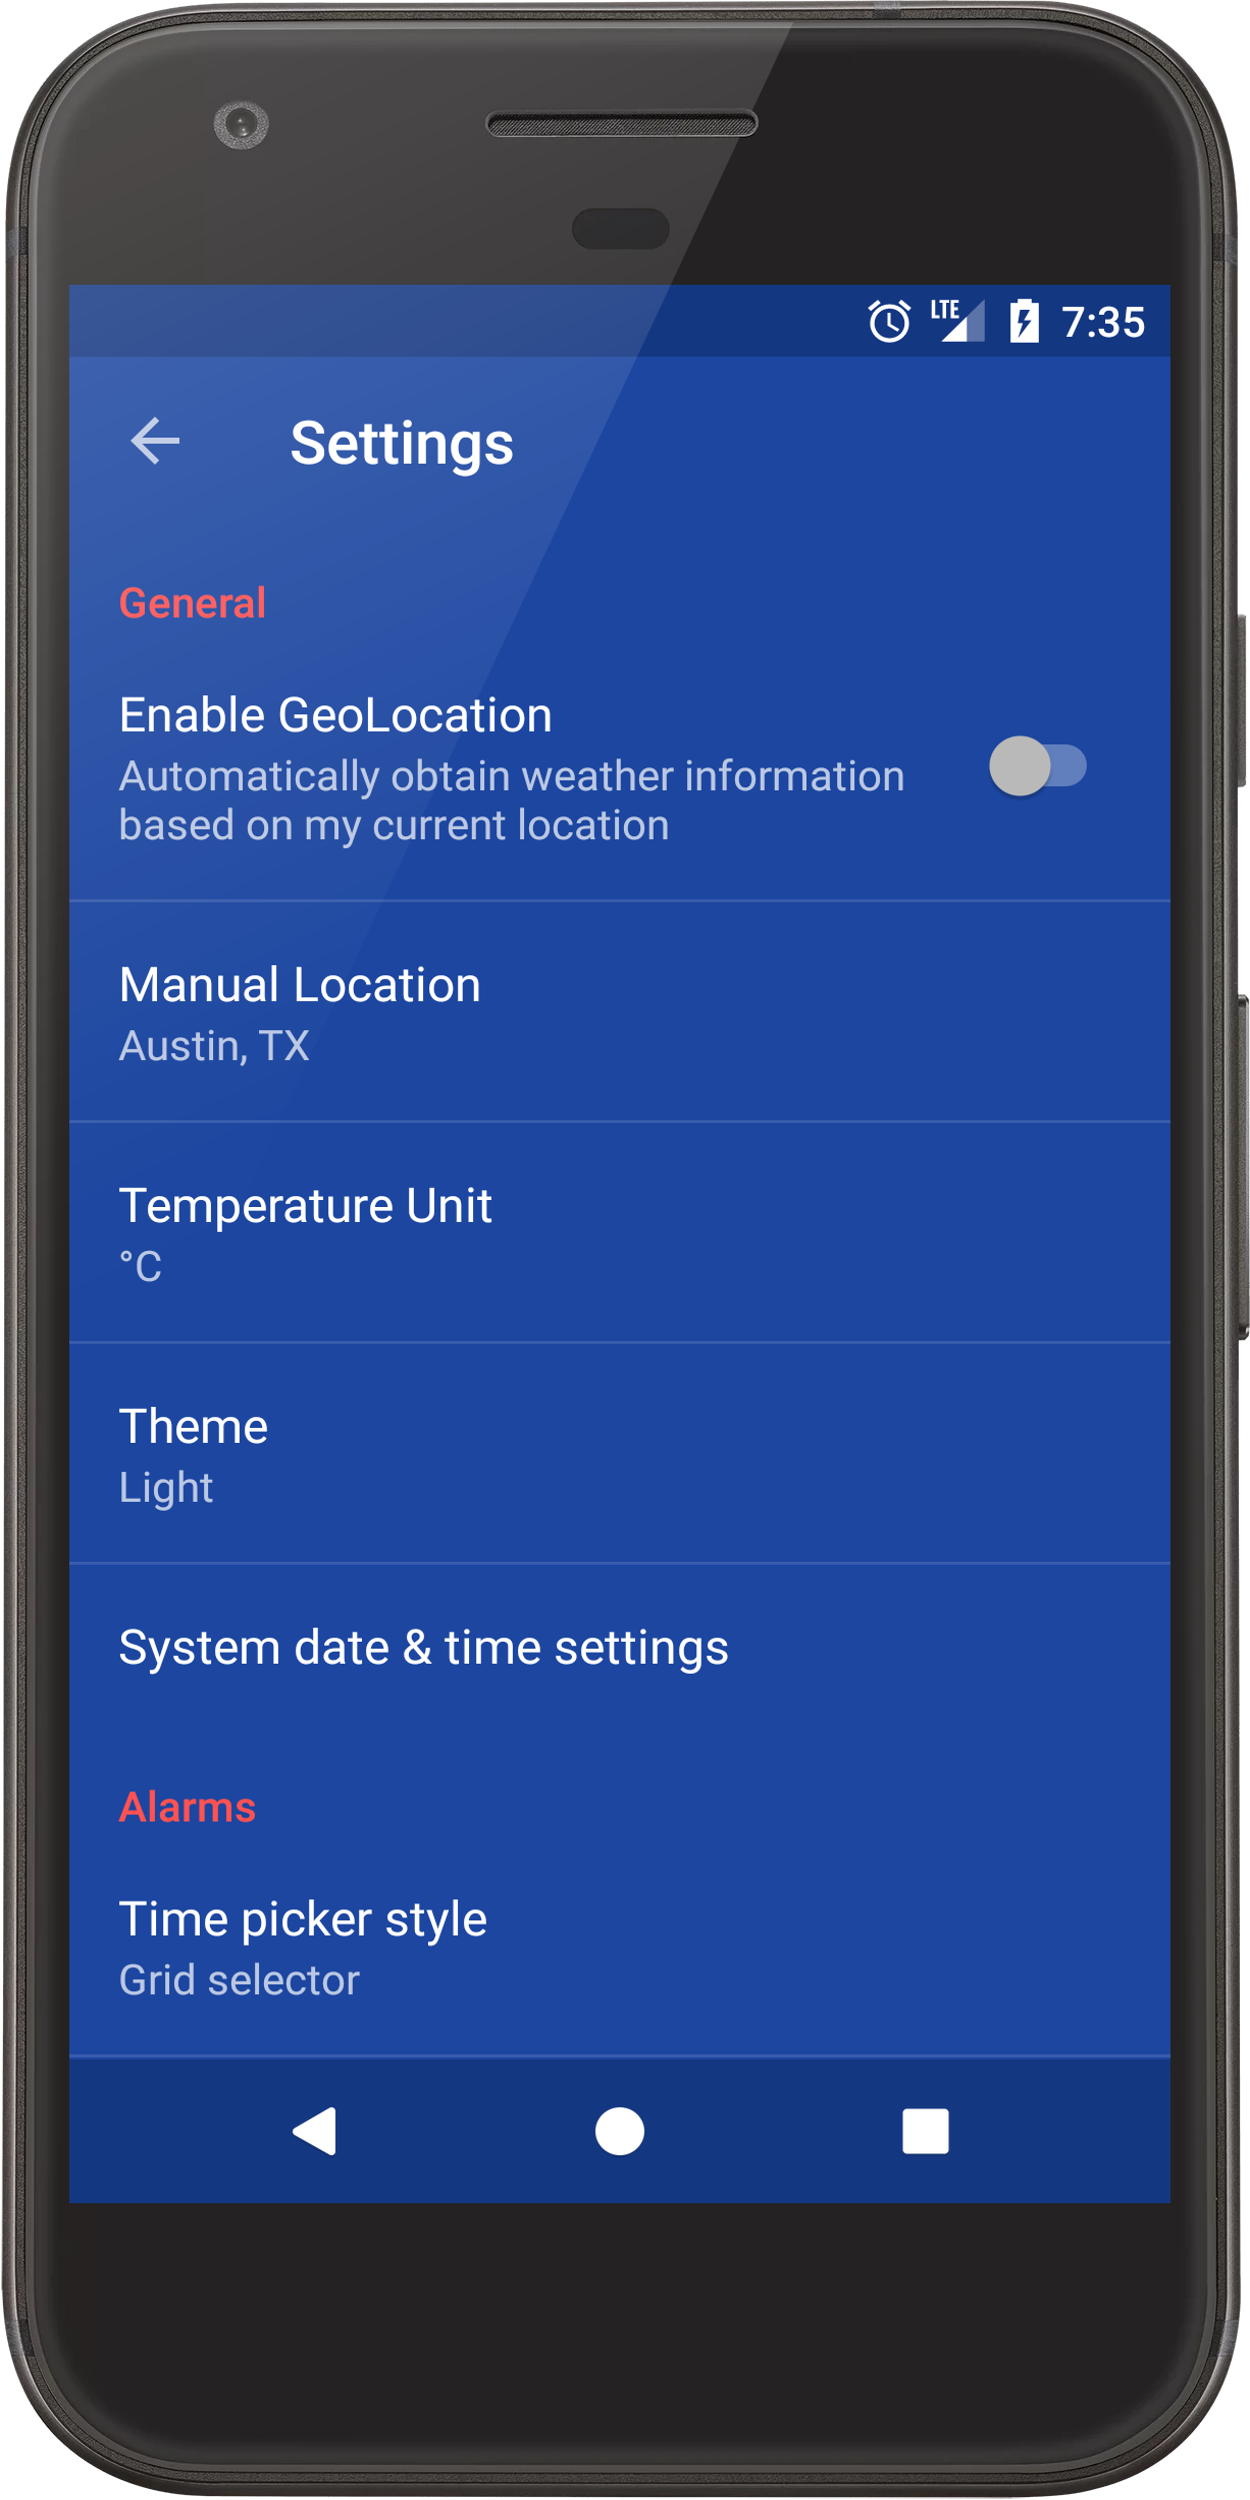 LTE 7:35
Settings
General
Enable GeoLocation
Automatically obtain weather information
based on my current location
Manual Location
Austin, TX
Temperature Unit
°C
Theme
Light
System date & time settings
Alarms
Time picker style
Grid selector